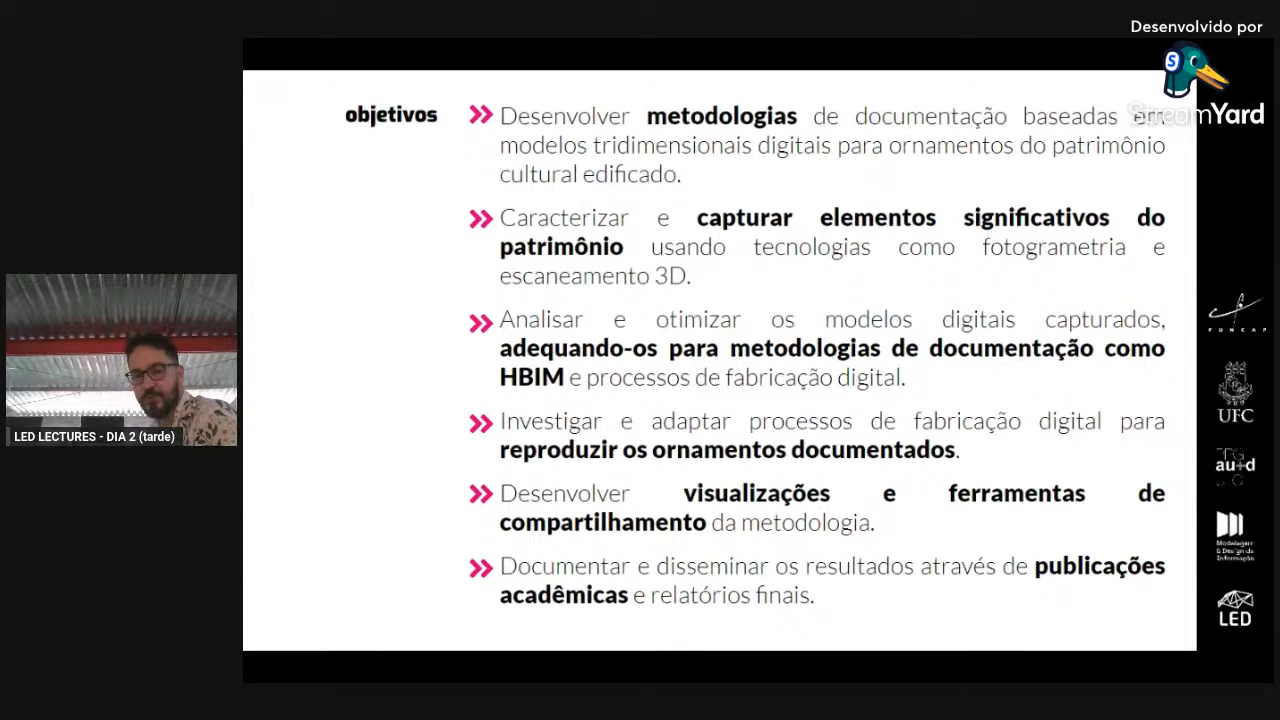 Desenvolvido por
StreamYard
objetivos
Desenvolver metodologias de documentação baseadas em
modelos tridimensionais digitais para ornamentos do patrimônio
cultural edificado.
Caracterizar e capturar elementos significativos do
patrimônio usando tecnologias como fotogrametria e
escaneamento 3D.
Analisar e otimizar os modelos digitais capturados,
adequando-os para metodologias de documentação como
HBIM e processos de fabricação digital.
Investigar e adaptar processos de fabricação digital para
reproduzir os ornamentos documentados.
Desenvolver visualizações e ferramentas de
compartilhamento da metodologia.
Documentar e disseminar os resultados através de publicações
acadêmicas e relatórios finais.
LED LECTURES - DIA 2 (tarde)
FUNCAP
UFC
au+d
Modelagem
& Design da
Informação
LED